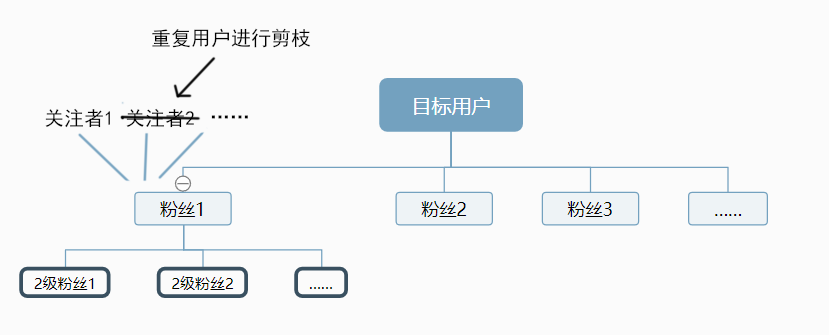 重复用户进行剪枝
目标用户
关注者1 关注者2 ······
粉丝1 粉丝2 粉丝3 ......
2级粉丝1 2级粉丝2 ......